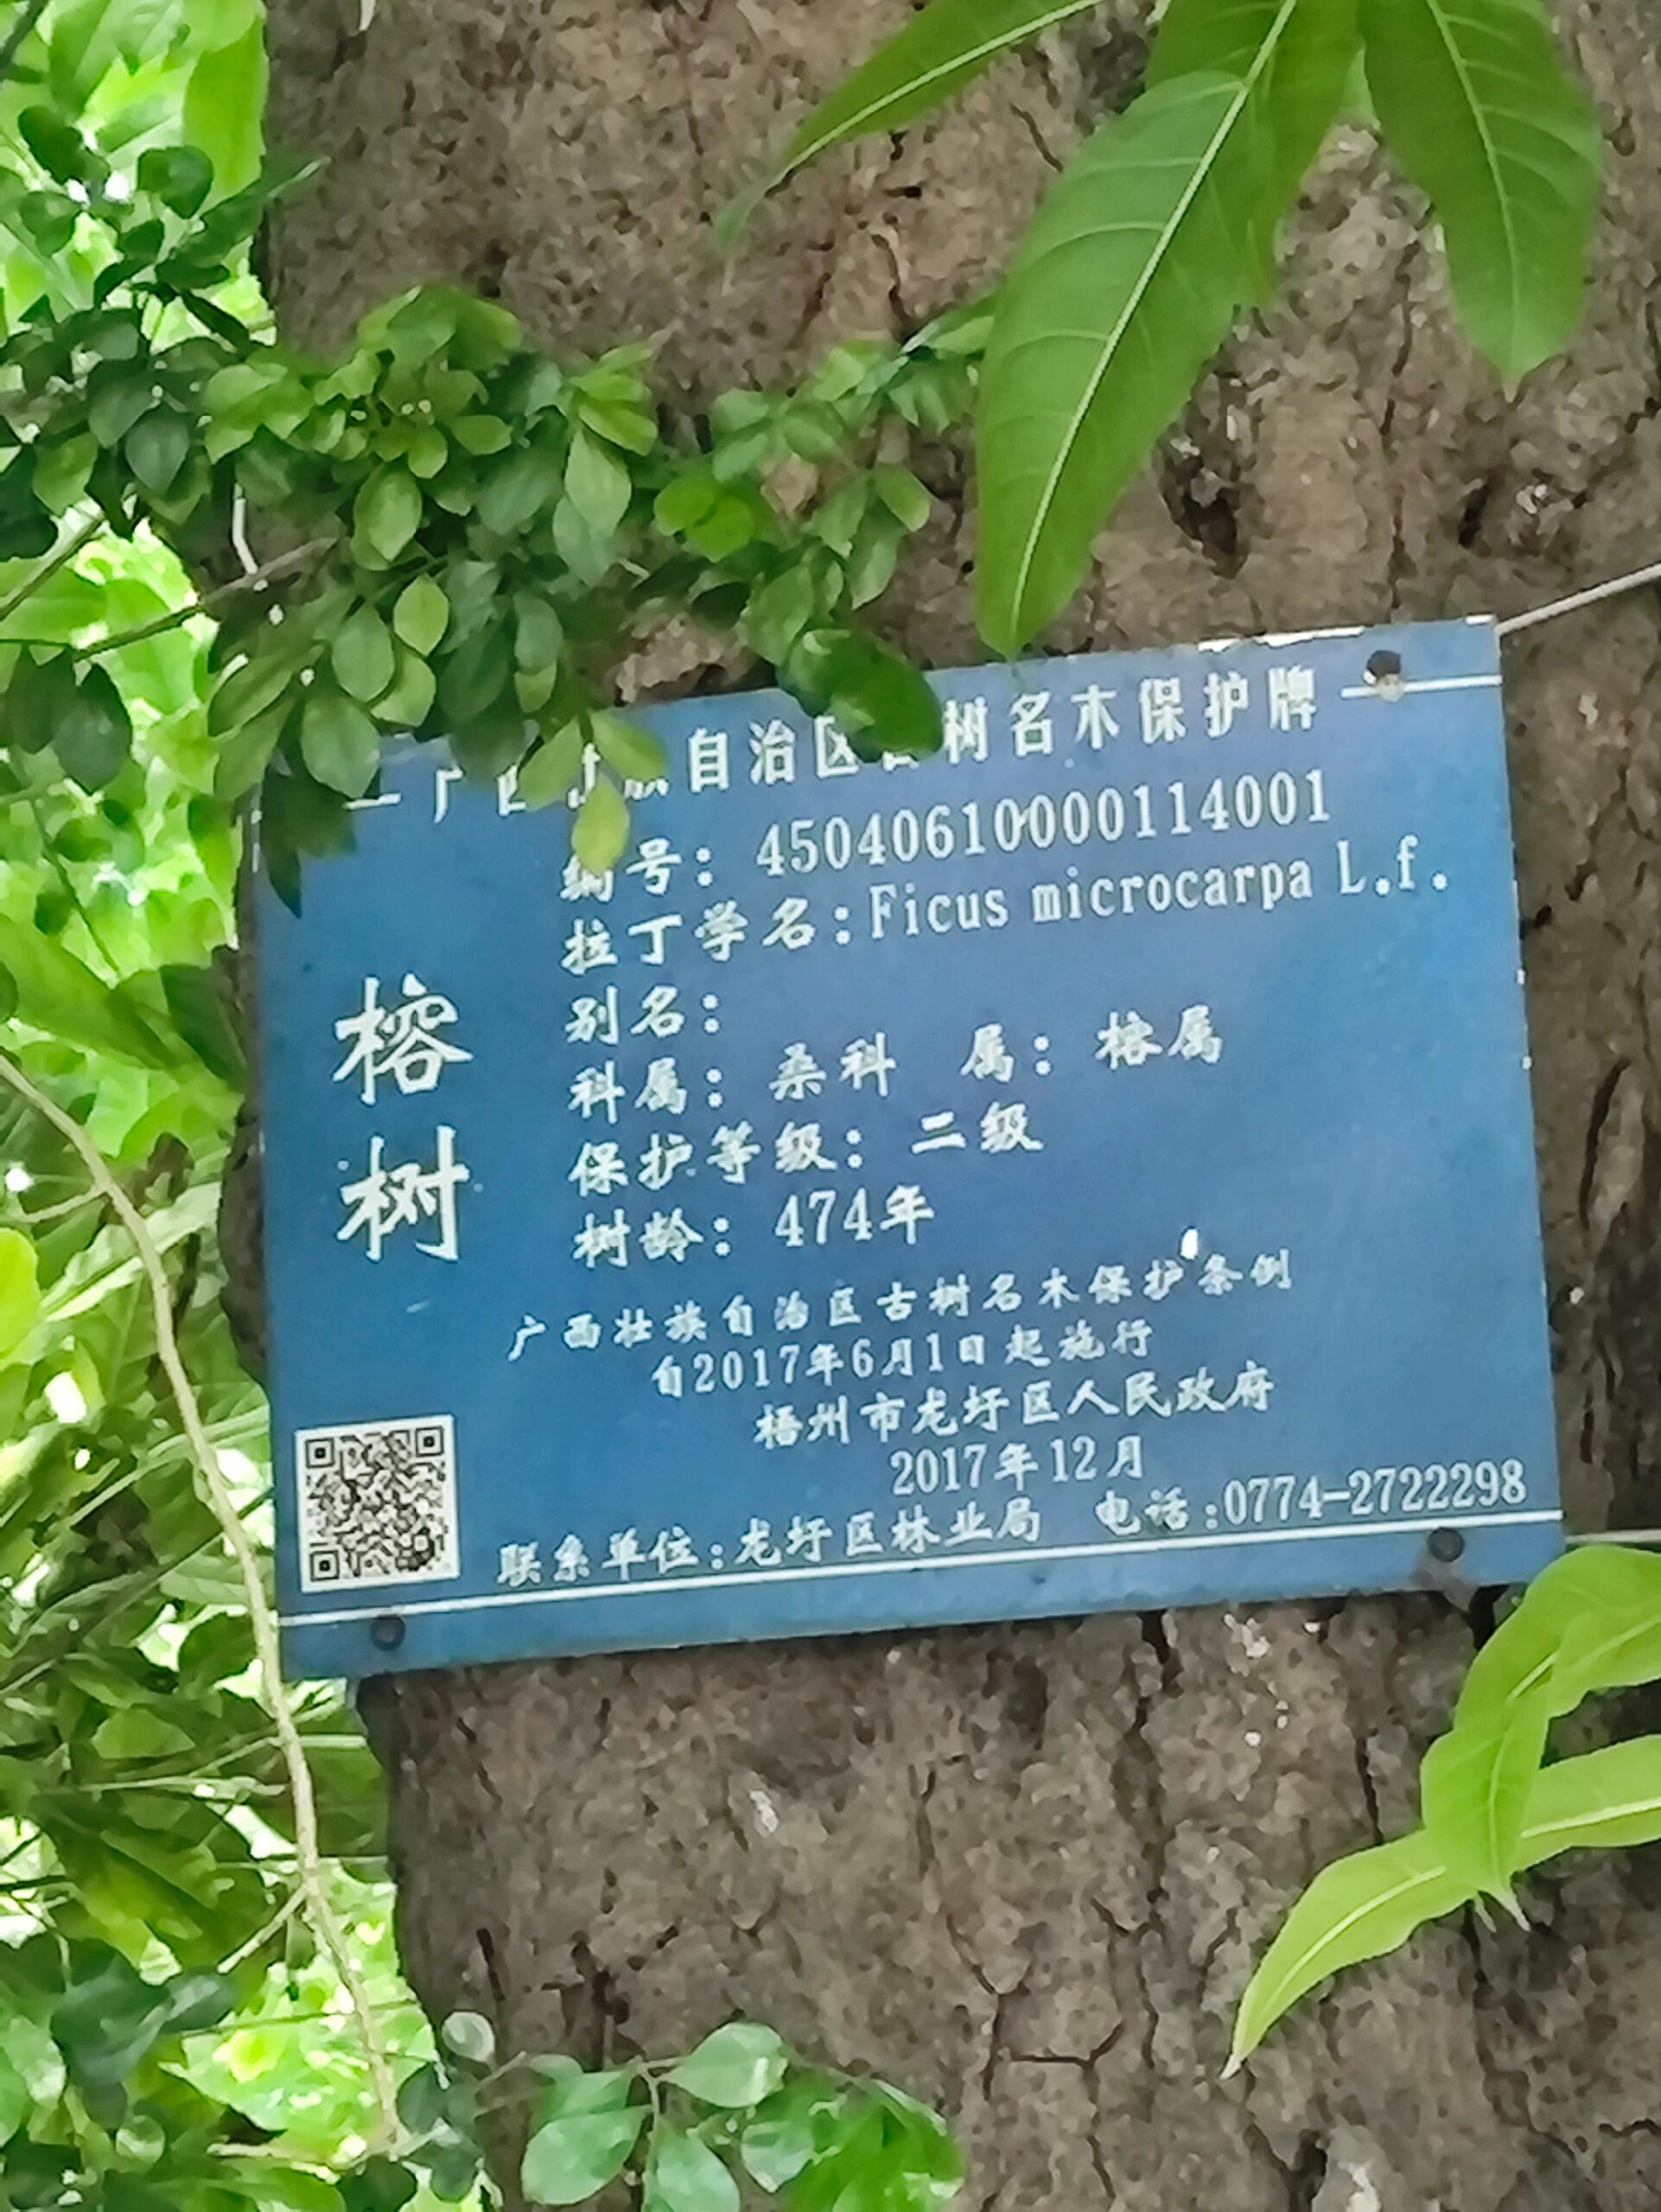 自治区 树名木保护牌
编号：45040610000114001
拉丁学名:Ficus microcarpa L.f.
别名：
科属：桑科 属：榕属
保护等级：二级
树龄：474年
榕树
广西壮族自治区古树名木保护条例
自2017年6月1日起施行
梧州市龙圩区人民政府
2017年12月
联系单位:龙圩区林业局 电话:0774-2722298